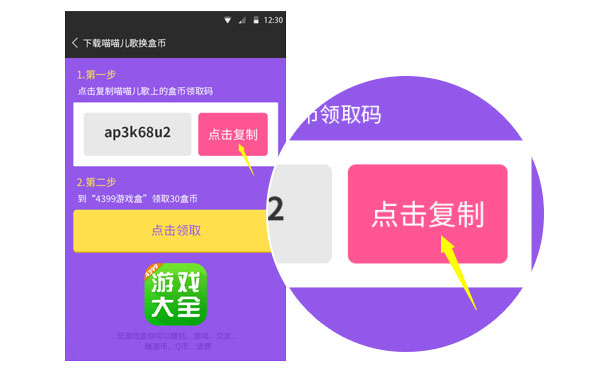 12:30
下载喵喵儿歌换盒币
1.第一步
点击复制喵喵儿歌上的盒币领取码
ap3k68u2
点击复制
2.第二步
到“4399游戏盒”领取30盒币
点击领取
4399
游戏
大全
玩游戏盒你可以赚钱、游戏、交友、
赚游币、Q币、话费
币领取码
2
点击复制